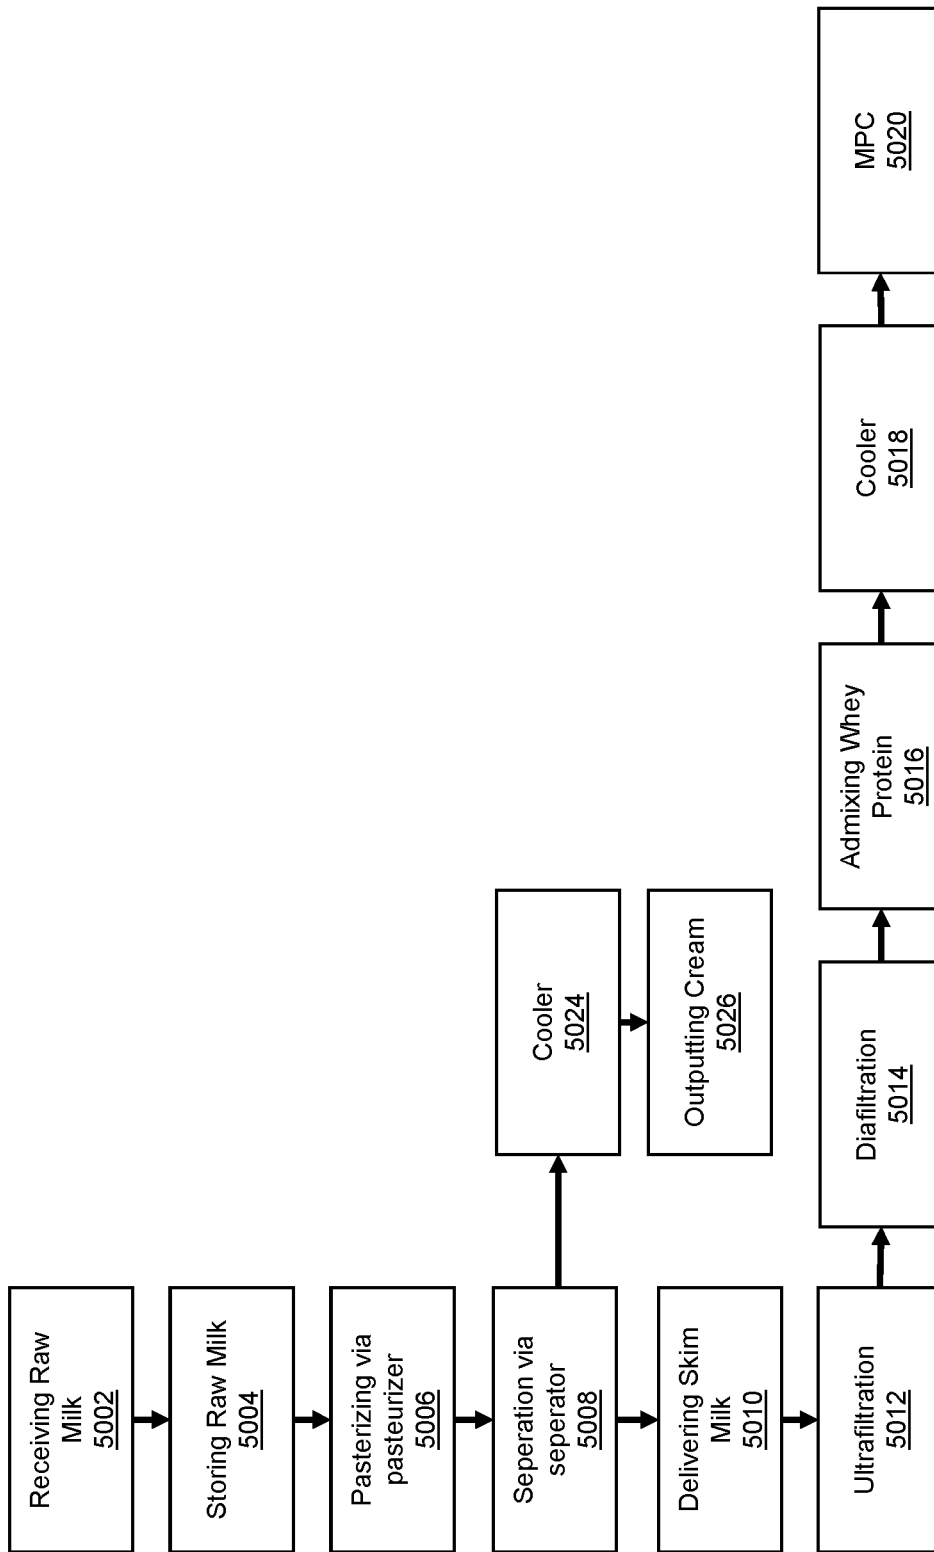 Receiving Raw
Milk
5002
Storing Raw Milk
5004
Pasterizing via
pasteurizer
5006
Seperation via
seperator
5008
Cooler
5024
Outputting Cream
5026
Delivering Skim
Milk
5010
Ultrafiltration
5012
Diafiltration
5014
Admixing Whey
Protein
5016
Cooler
5018
MPC
5020